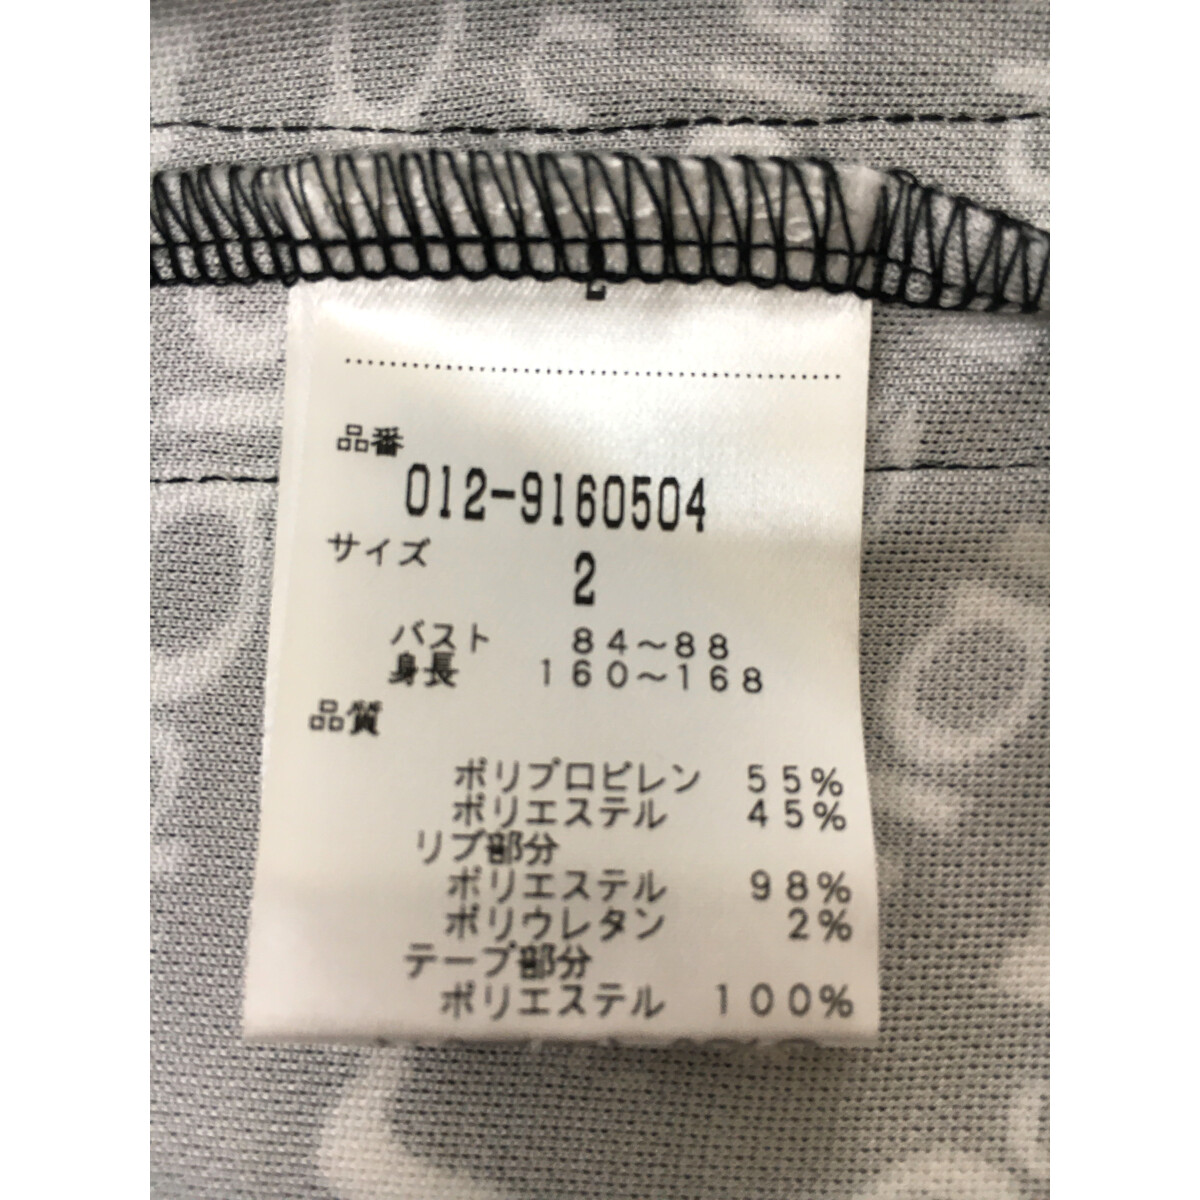 品番
012-9160504
サイズ
2
バスト 84～88
身長 160～168
品質
ポリプロピレン 55%
ポリエステル 45%
リブ部分
ポリエステル 98%
ポリウレタン 2%
テープ部分
ポリエステル 100%